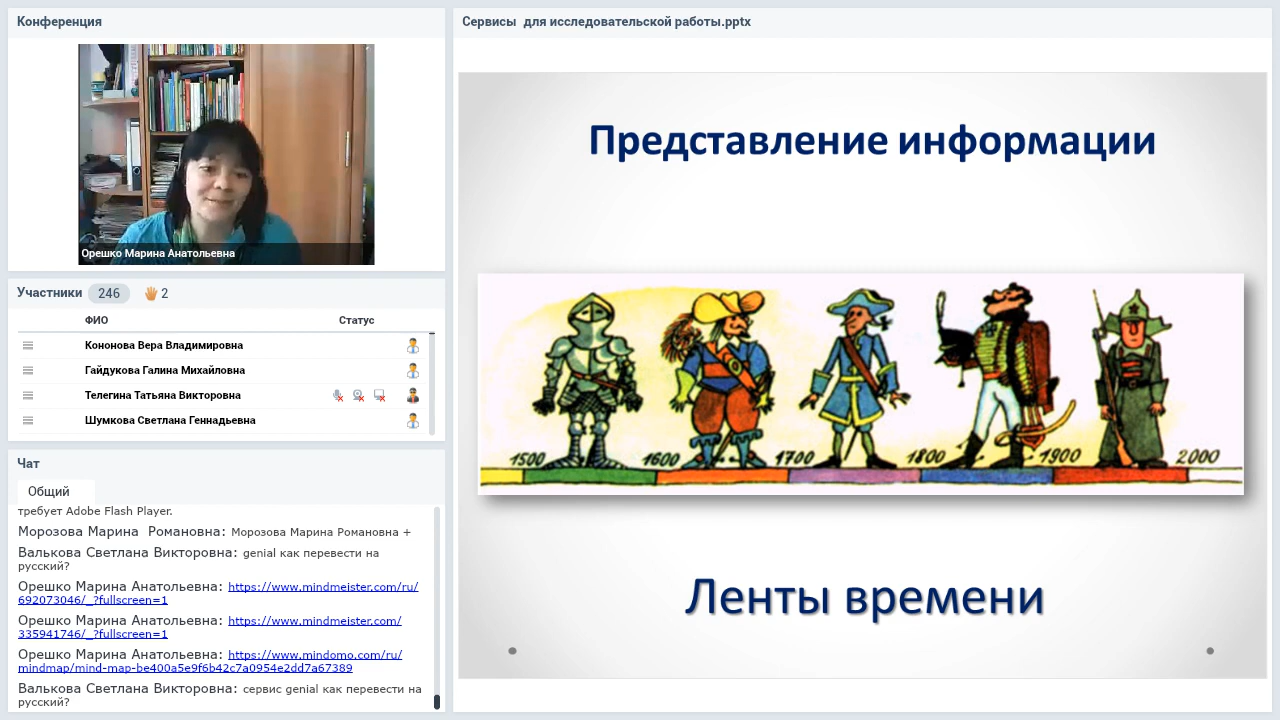 Конференция
Орешко Марина Анатольевна
Участники 246 2
ФИО Статус
Кононова Вера Владимировна
Гайдукова Галина Михайловна
Телегина Татьяна Викторовна
Шумкова Светлана Геннадьевна
Чат
Общий
требует Adobe Flash Player.
Морозова Марина Романовна: Морозова Марина Романовна +
Валькова Светлана Викторовна: genial как перевести на
русский?
Орешко Марина Анатольевна: https://www.mindmeister.com/ru/
692073046/_?fullscreen=1
Орешко Марина Анатольевна: https://www.mindmeister.com/
335941746/_?fullscreen=1
Орешко Марина Анатольевна: https://www.mindomo.com/ru/
mindmap/mind-map-be400a5e9f6b42c7a0954e2dd7a67389
Валькова Светлана Викторовна: сервис genial как перевести на
русский?
Сервисы для исследовательской работы.pptx
Представление информации
1500 1600 1700 1800 1900 2000
Ленты времени